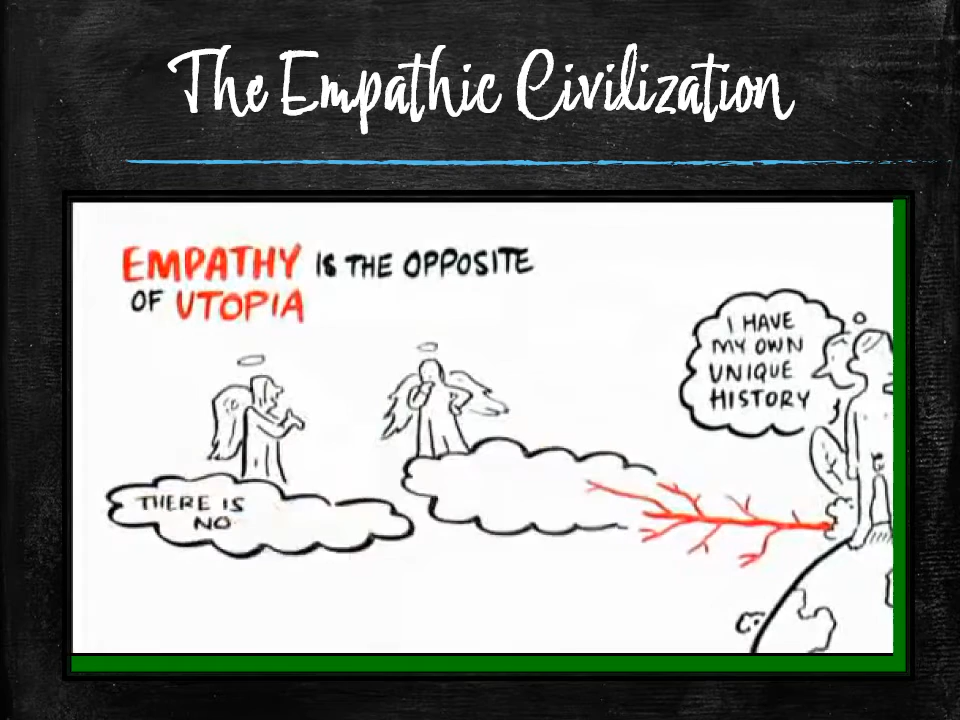 The Empathic Civilization
EMPATHY IS THE OPPOSITE
OF UTOPIA
I HAVE
MY OWN
UNIQUE
HISTORY
THERE IS
NO